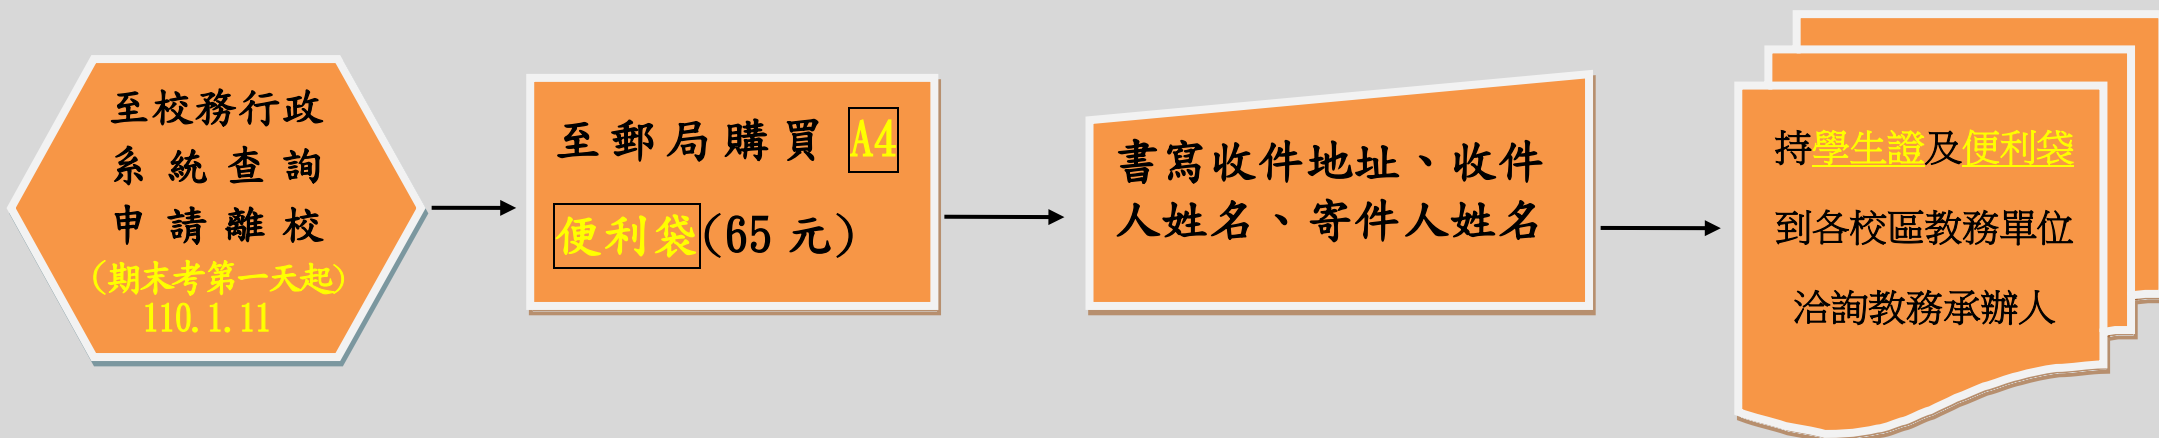 至校務行政
系統查詢
申請離校
(期末考第一天起)
110.1.11
至郵局購買 A4
便利袋(65 元)
書寫收件地址、收件
人姓名、寄件人姓名
持學生證及便利袋
到各校區教務單位
洽詢教務承辦人